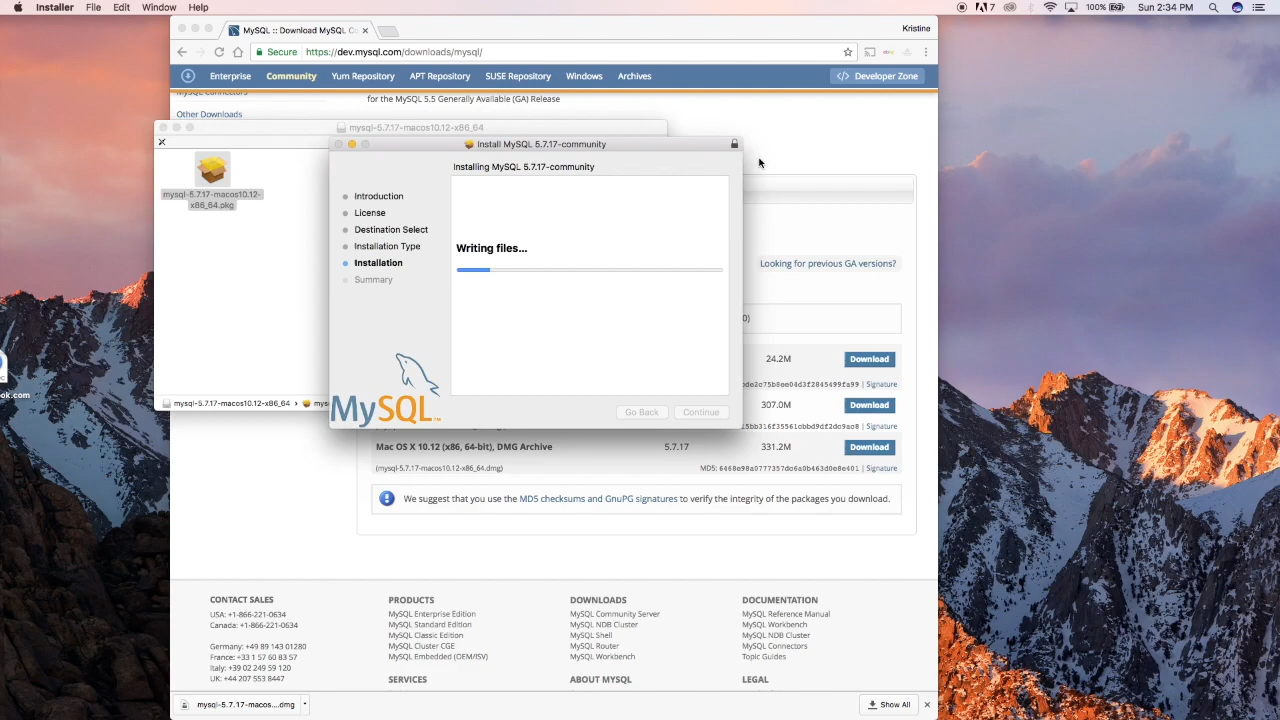 Installer File Edit Window Help
7 100% Sun 2:34 PM
MySQL :: Download MySQL Co
Kristine
Secure https://dev.mysql.com/downloads/mysql/
Enterprise Community Yum Repository APT Repository SUSE Repository Windows Archives Developer Zone
MySQL Connectors
Other Downloads
for the MySQL 5.5 Generally Available (GA) Release
mysql-5.7.17-macos10.12-x86_64
mysql-5.7.17-macos10.12-
x86_64.pkg
mysql-5.7.17-macos10.12-x86_64 › mys
Install MySQL 5.7.17-community
Installing MySQL 5.7.17-community
Introduction
License
Destination Select
Installation Type
Installation
Summary
Writing files...
MySQL™
Go Back Continue
Looking for previous GA versions?
0)
24.2M Download
Signature
307.0M Download
Signature
Mac OS X 10.12 (x86, 64-bit), DMG Archive 5.7.17 331.2M Download
(mysql-5.7.17-macos10.12-x86_64.dmg) MD5: | Signature
We suggest that you use the MD5 checksums and GnuPG signatures to verify the integrity of the packages you download.
ook.com
CONTACT SALES
USA: +1-866-221-0634
Canada: +1-866-221-0634
Germany: +49 89 143 01280
France: +33 1 57 60 83 57
Italy: +39 02 249 59 120
UK: +44 207 553 8447
PRODUCTS
MySQL Enterprise Edition
MySQL Standard Edition
MySQL Classic Edition
MySQL Cluster CGE
MySQL Embedded (OEM/ISV)
SERVICES
DOWNLOADS
MySQL Community Server
MySQL NDB Cluster
MySQL Shell
MySQL Router
MySQL Workbench
ABOUT MYSQL
DOCUMENTATION
MySQL Reference Manual
MySQL Workbench
MySQL NDB Cluster
MySQL Connectors
Topic Guides
LEGAL
mysql-5.7.17-macos....dmg
Show All